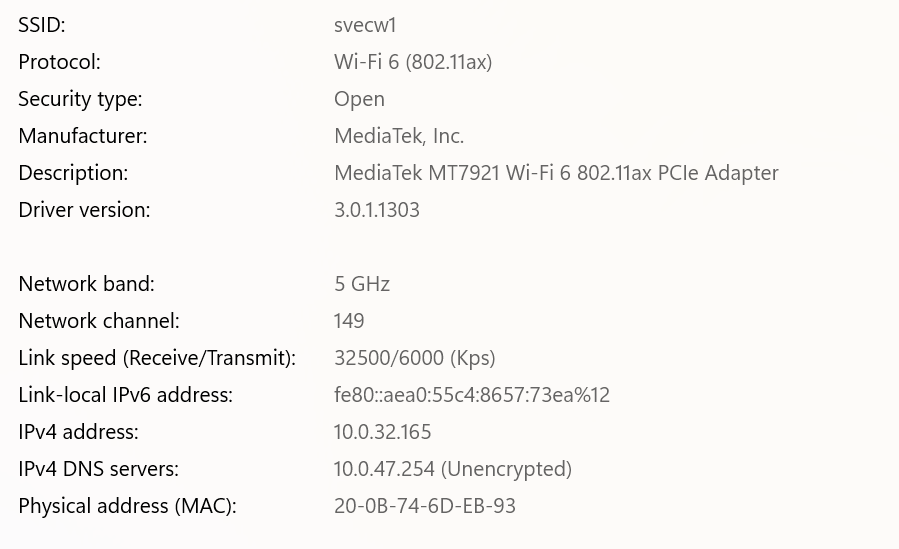 SSID: svecw1
Protocol: Wi-Fi 6 (802.11ax)
Security type: Open
Manufacturer: MediaTek, Inc.
Description: MediaTek MT7921 Wi-Fi 6 802.11ax PCIe Adapter
Driver version: 3.0.1.1303
Network band: 5 GHz
Network channel: 149
Link speed (Receive/Transmit): 32500/6000 (Kps)
Link-local IPv6 address: fe80::aea0:55c4:8657:73ea%12
IPv4 address: 10.0.32.165
IPv4 DNS servers: 10.0.47.254 (Unencrypted)
Physical address (MAC): 20-0B-74-6D-EB-93